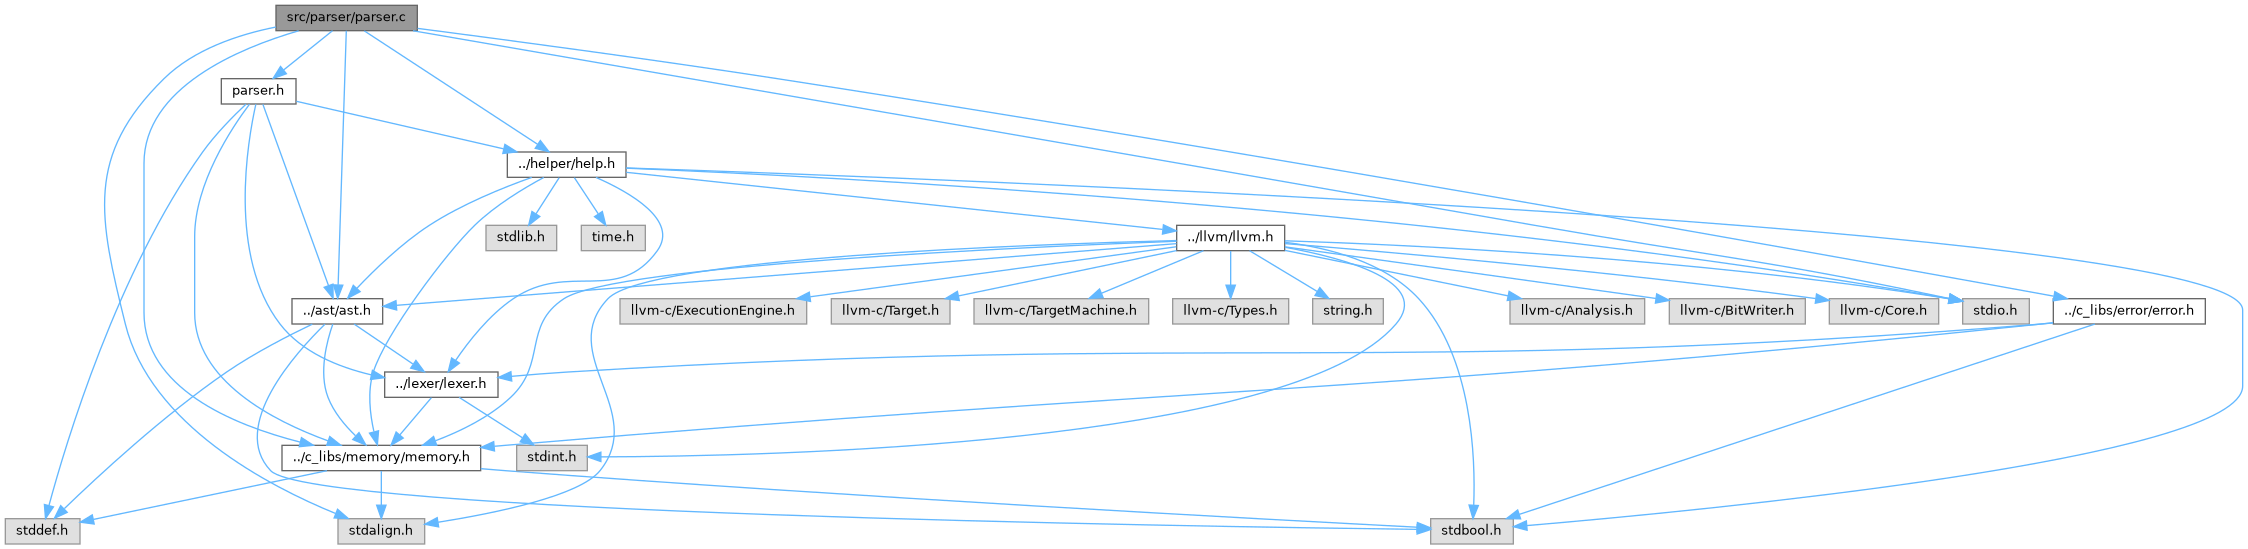 src/parser/parser.c
parser.h
../helper/help.h
stdlib.h
time.h
../llvm/llvm.h
../ast/ast.h
llvm-c/ExecutionEngine.h
llvm-c/Target.h
llvm-c/TargetMachine.h
llvm-c/Types.h
string.h
llvm-c/Analysis.h
llvm-c/BitWriter.h
llvm-c/Core.h
stdio.h
../c_libs/error/error.h
../lexer/lexer.h
../c_libs/memory/memory.h
stdint.h
stddef.h
stdalign.h
stdbool.h